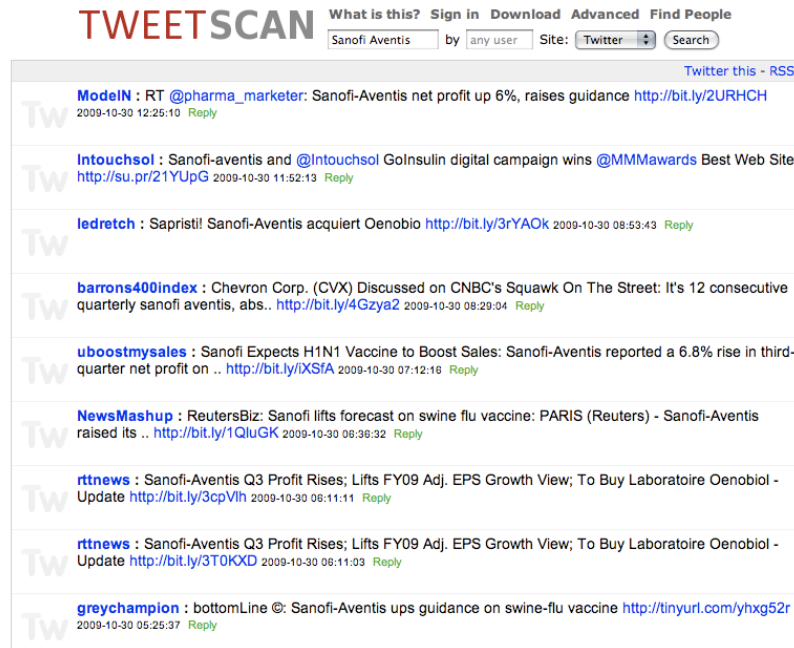 TWEETSCAN
What is this? Sign in Download Advanced Find People
Sanofi Aventis by any user Site: Twitter Search
Twitter this - RSS
Tw
ModelN : RT @pharma_marketer: Sanofi-Aventis net profit up 6%, raises guidance http://bit.ly/2URHCH
2009-10-30 12:25:10 Reply
Tw
Intouchsol : Sanofi-aventis and @Intouchsol GoInsulin digital campaign wins @MMMawards Best Web Site
http://su.pr/21YUpG 2009-10-30 11:52:13 Reply
Tw
ledretch : Sapristi! Sanofi-Aventis acquiert Oenobio http://bit.ly/3rYAOk 2009-10-30 08:53:43 Reply
Tw
barrons400index : Chevron Corp. (CVX) Discussed on CNBC's Squawk On The Street: It's 12 consecutive
quarterly sanofi aventis, abs.. http://bit.ly/4Gzya2 2009-10-30 08:29:04 Reply
Tw
uboostmysales : Sanofi Expects H1N1 Vaccine to Boost Sales: Sanofi-Aventis reported a 6.8% rise in third-
quarter net profit on .. http://bit.ly/iXSfA 2009-10-30 07:12:16 Reply
Tw
NewsMashup : ReutersBiz: Sanofi lifts forecast on swine flu vaccine: PARIS (Reuters) - Sanofi-Aventis
raised its .. http://bit.ly/1QluGK 2009-10-30 06:36:32 Reply
Tw
rttnews : Sanofi-Aventis Q3 Profit Rises; Lifts FY09 Adj. EPS Growth View; To Buy Laboratoire Oenobiol -
Update http://bit.ly/3cpVlh 2009-10-30 06:11:11 Reply
Tw
rttnews : Sanofi-Aventis Q3 Profit Rises; Lifts FY09 Adj. EPS Growth View; To Buy Laboratoire Oenobiol -
Update http://bit.ly/3T0KXD 2009-10-30 06:11:03 Reply
Tw
greychampion : bottomLine ©: Sanofi-Aventis ups guidance on swine-flu vaccine http://tinyurl.com/yhxg52r
2009-10-30 05:25:37 Reply
Tw